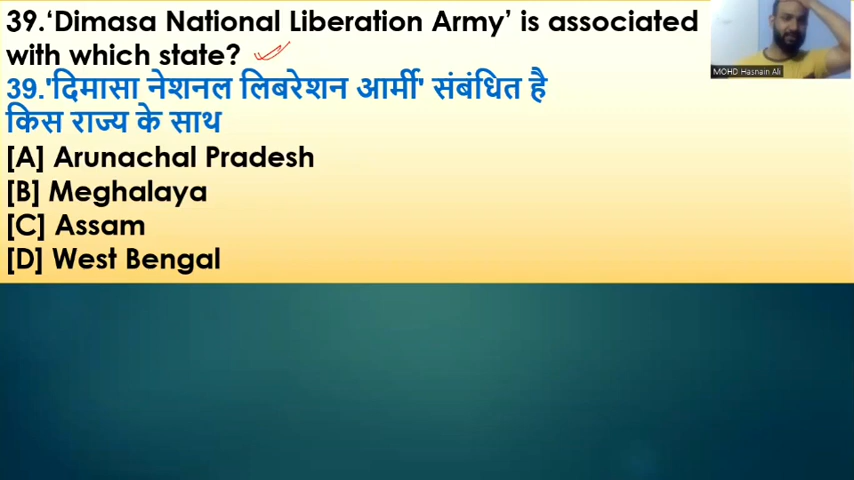 39.‘Dimasa National Liberation Army’ is associated
with which state?
39.'दिमासा नेशनल लिबरेशन आर्मी' संबंधित है
किस राज्य के साथ
[A] Arunachal Pradesh
[B] Meghalaya
[C] Assam
[D] West Bengal
MOHD Hasnain Ali